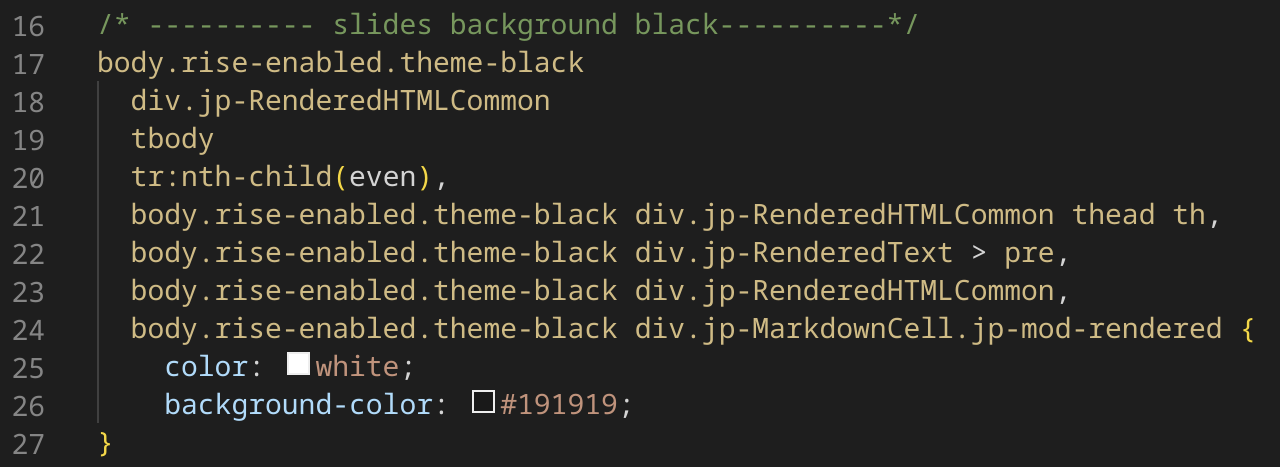 16 /* ---------- slides background black----------*/
17 body.rise-enabled.theme-black
18 div.jp-RenderedHTMLCommon
19 tbody
20 tr:nth-child(even),
21 body.rise-enabled.theme-black div.jp-RenderedHTMLCommon thead th,
22 body.rise-enabled.theme-black div.jp-RenderedText > pre,
23 body.rise-enabled.theme-black div.jp-RenderedHTMLCommon,
24 body.rise-enabled.theme-black div.jp-MarkdownCell.jp-mod-rendered {
25 color: white;
26 background-color: #191919;
27 }